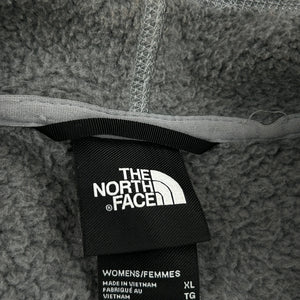 THE
NORTH
FACE
®
WOMENS/FEMMES
MADE IN VIETNAM XL
FABRIQUÉ AU TG
VIETNAM